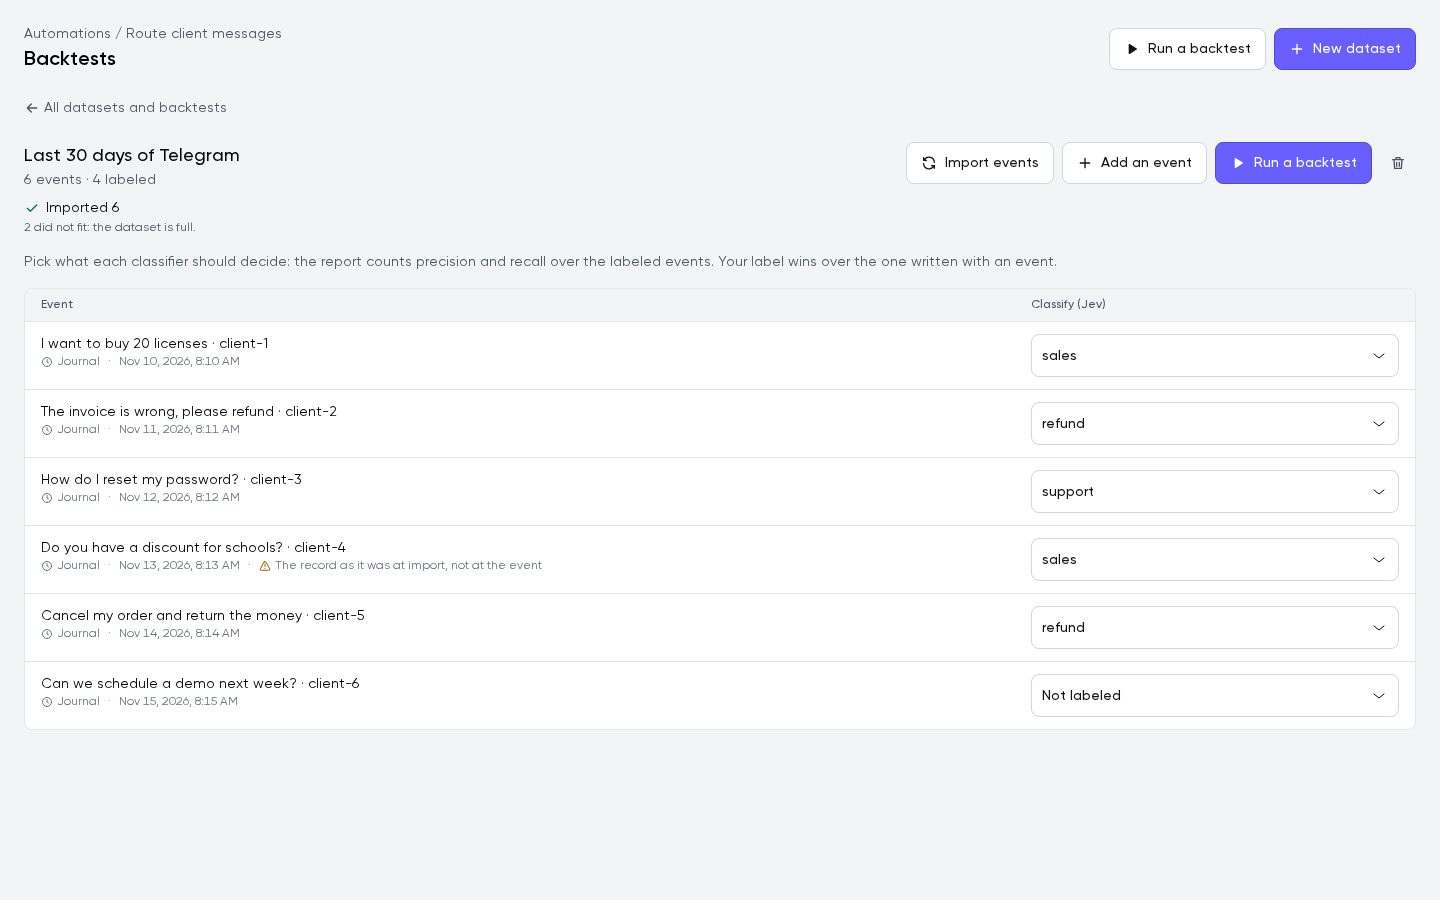 Automations / Route client messages
Backtests
Run a backtest
New dataset
All datasets and backtests
Last 30 days of Telegram
6 events · 4 labeled
Import events
Add an event
Run a backtest
Imported 6
2 did not fit: the dataset is full.
Pick what each classifier should decide: the report counts precision and recall over the labeled events. Your label wins over the one written with an event.
Event
Classify (Jev)
I want to buy 20 licenses · client-1
Journal · Nov 10, 2026, 8:10 AM
sales
The invoice is wrong, please refund · client-2
Journal · Nov 11, 2026, 8:11 AM
refund
How do I reset my password? · client-3
Journal · Nov 12, 2026, 8:12 AM
support
Do you have a discount for schools? · client-4
Journal · Nov 13, 2026, 8:13 AM · The record as it was at import, not at the event
sales
Cancel my order and return the money · client-5
Journal · Nov 14, 2026, 8:14 AM
refund
Can we schedule a demo next week? · client-6
Journal · Nov 15, 2026, 8:15 AM
Not labeled